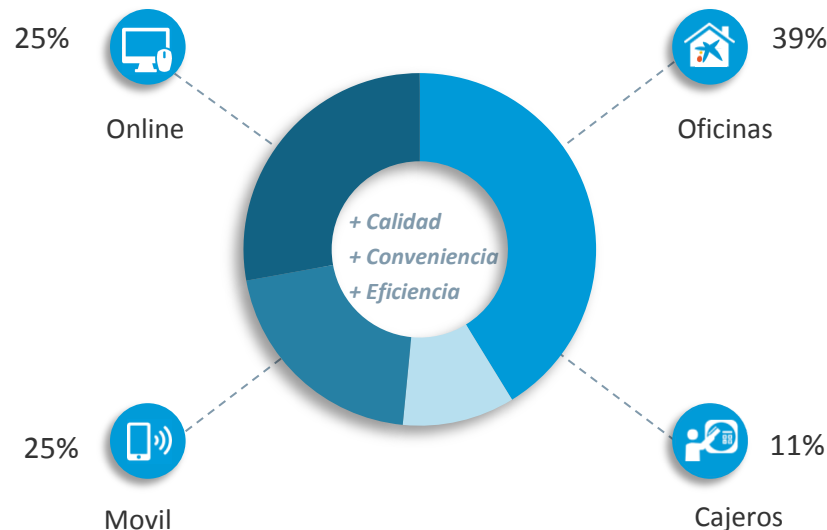 25%
Online
39%
Oficinas
+ Calidad
+ Conveniencia
+ Eficiencia
25%
Movil
11%
Cajeros